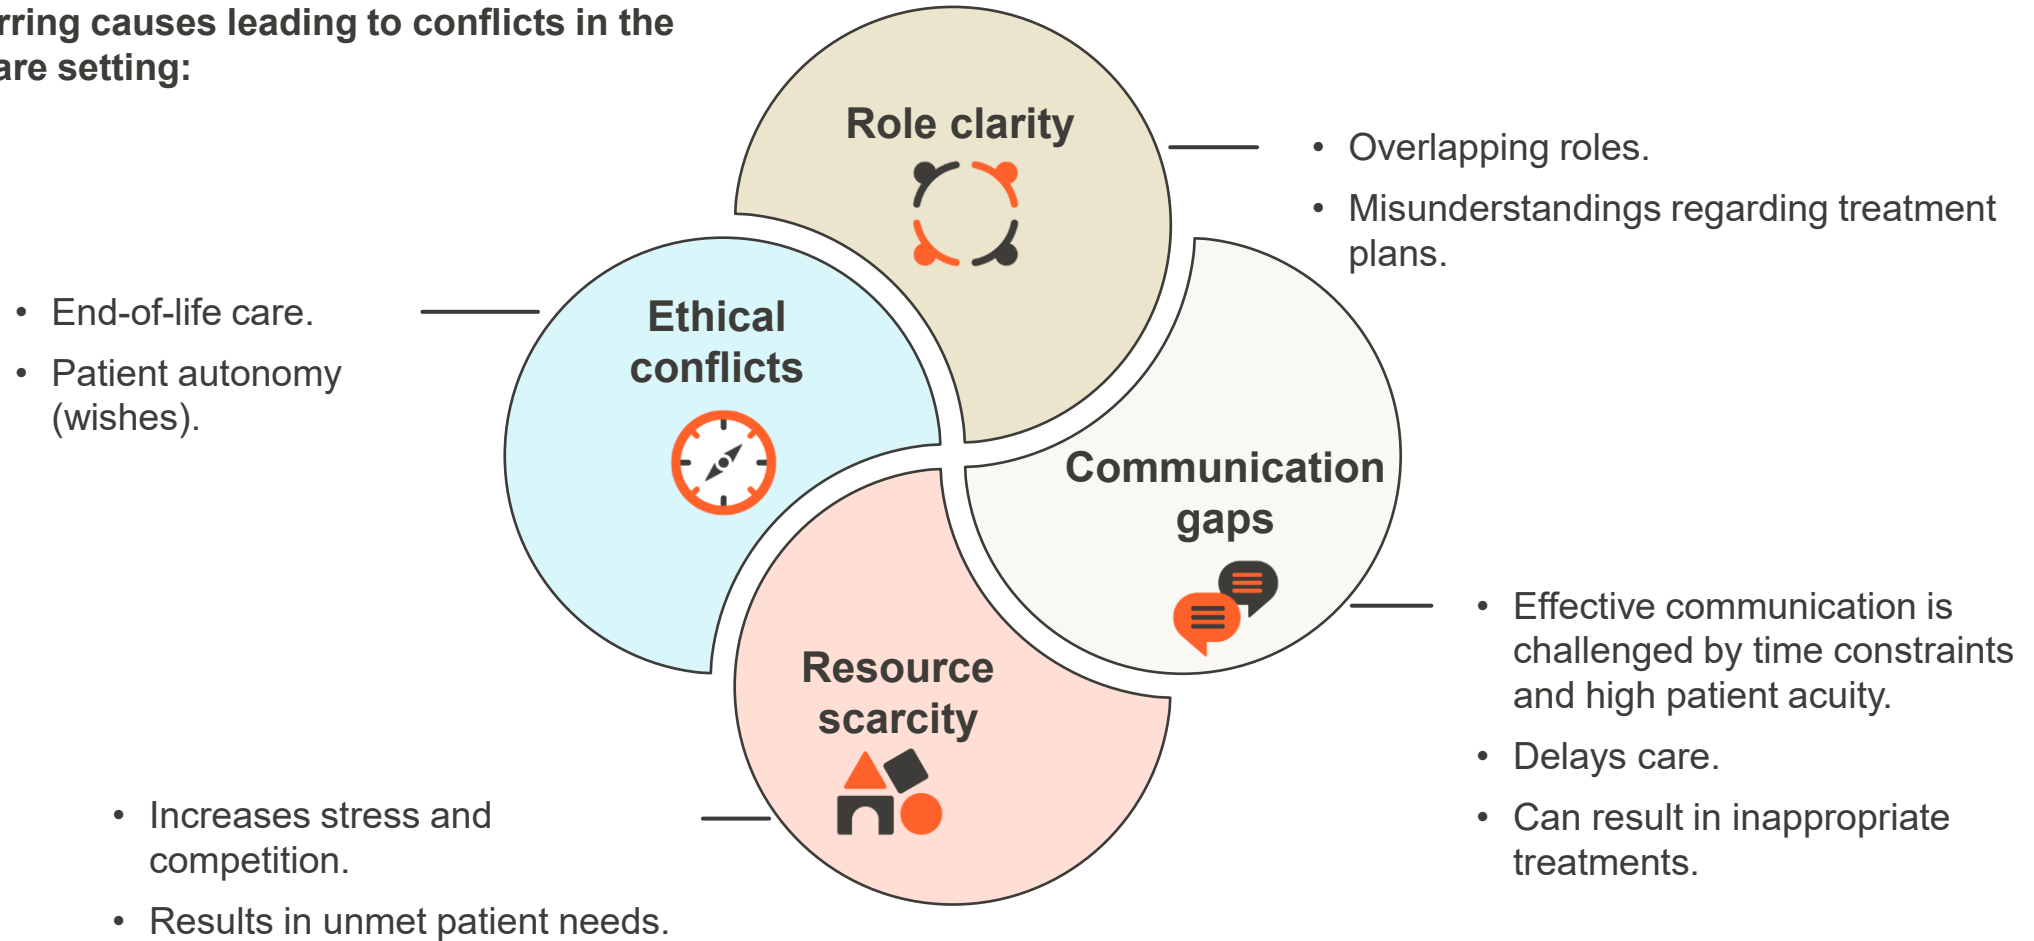 rring causes leading to conflicts in the
are setting:
Role clarity
• Overlapping roles.
• Misunderstandings regarding treatment
plans.
Ethical
conflicts
• End-of-life care.
• Patient autonomy
(wishes).
Communication
gaps
• Effective communication is
challenged by time constraints
and high patient acuity.
• Delays care.
• Can result in inappropriate
treatments.
Resource
scarcity
• Increases stress and
competition.
• Results in unmet patient needs.